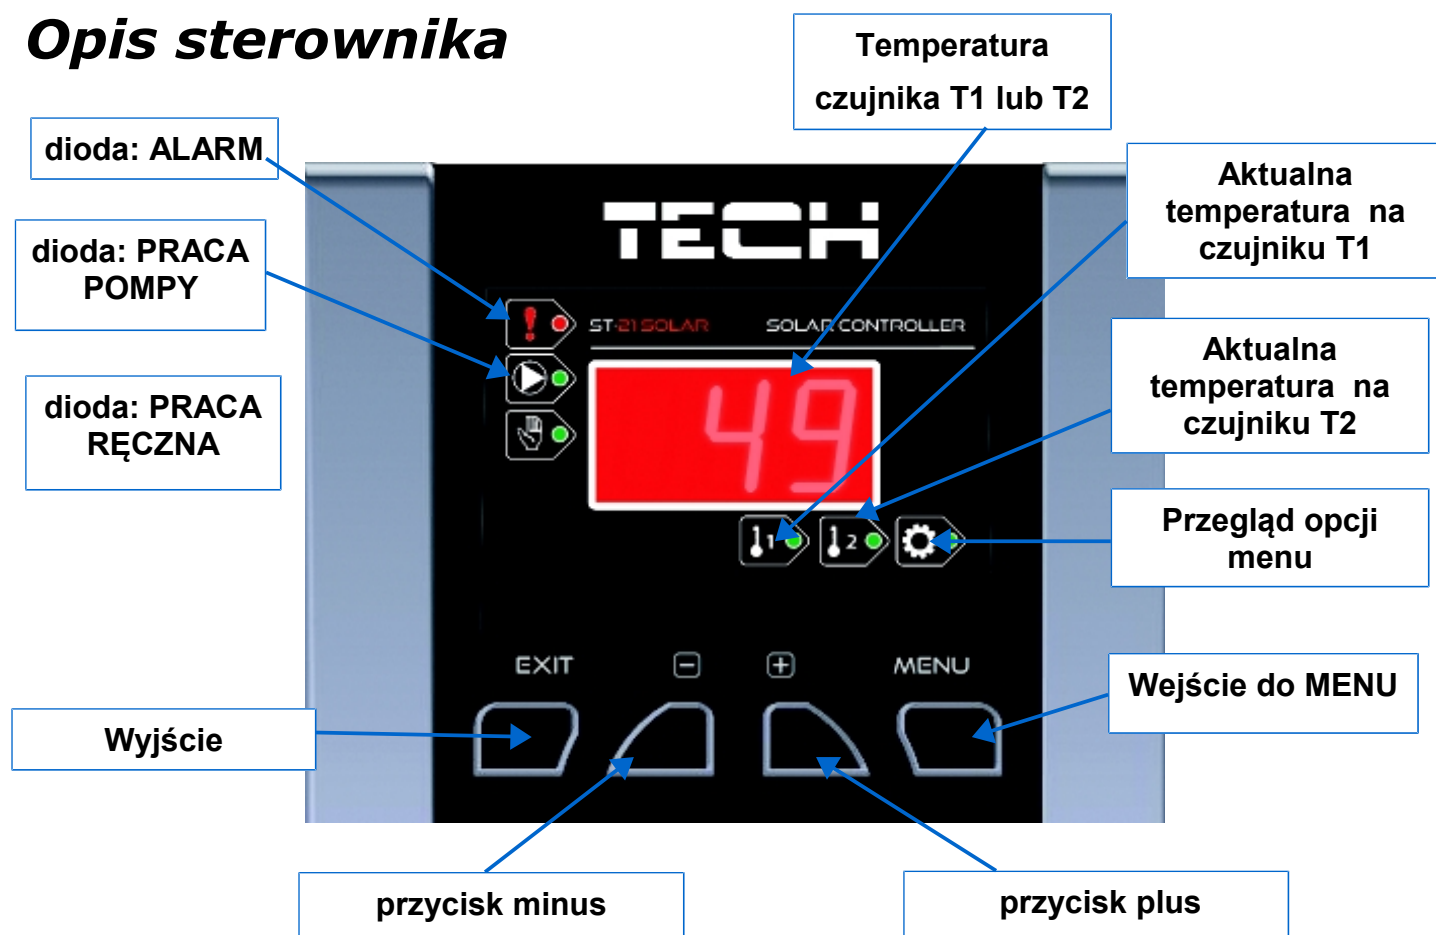 Opis sterownika
Temperatura
czujnika T1 lub T2
dioda: ALARM
Aktualna
temperatura na
czujniku T1
TECH
dioda: PRACA
POMPY
ST-21 SOLAR
SOLAR CONTROLLER
Aktualna
temperatura na
czujniku T2
dioda: PRACA
RĘCZNA
49
Przegląd opcji
menu
1
2
EXIT
-
+
MENU
Wejście do MENU
Wyjście
przycisk minus
przycisk plus